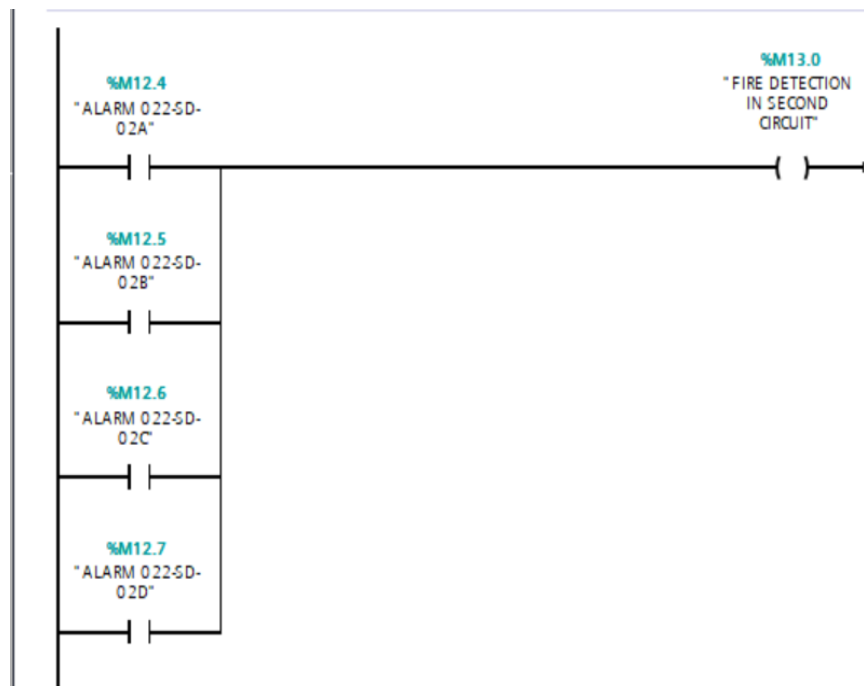 %M12.4
"ALARM 022-SD-
02A"
%M13.0
"FIRE DETECTION
IN SECOND
CIRCUIT"
%M12.5
"ALARM 022-SD-
02B"
%M12.6
"ALARM 022-SD-
02C"
%M12.7
"ALARM 022-SD-
02D"